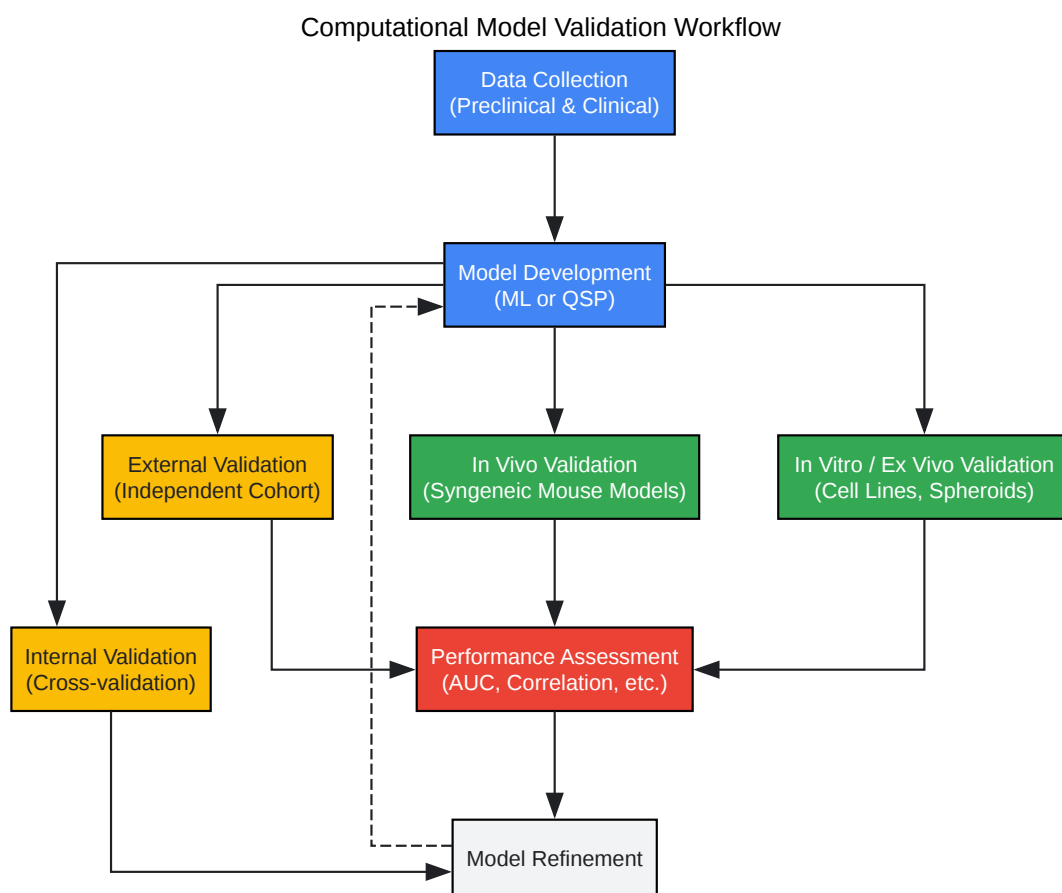 Computational Model Validation Workflow
Data Collection
(Preclinical & Clinical)
Model Development
(ML or QSP)
External Validation
(Independent Cohort)
In Vivo Validation
(Syngeneic Mouse Models)
In Vitro / Ex Vivo Validation
(Cell Lines, Spheroids)
Internal Validation
(Cross-validation)
Performance Assessment
(AUC, Correlation, etc.)
Model Refinement